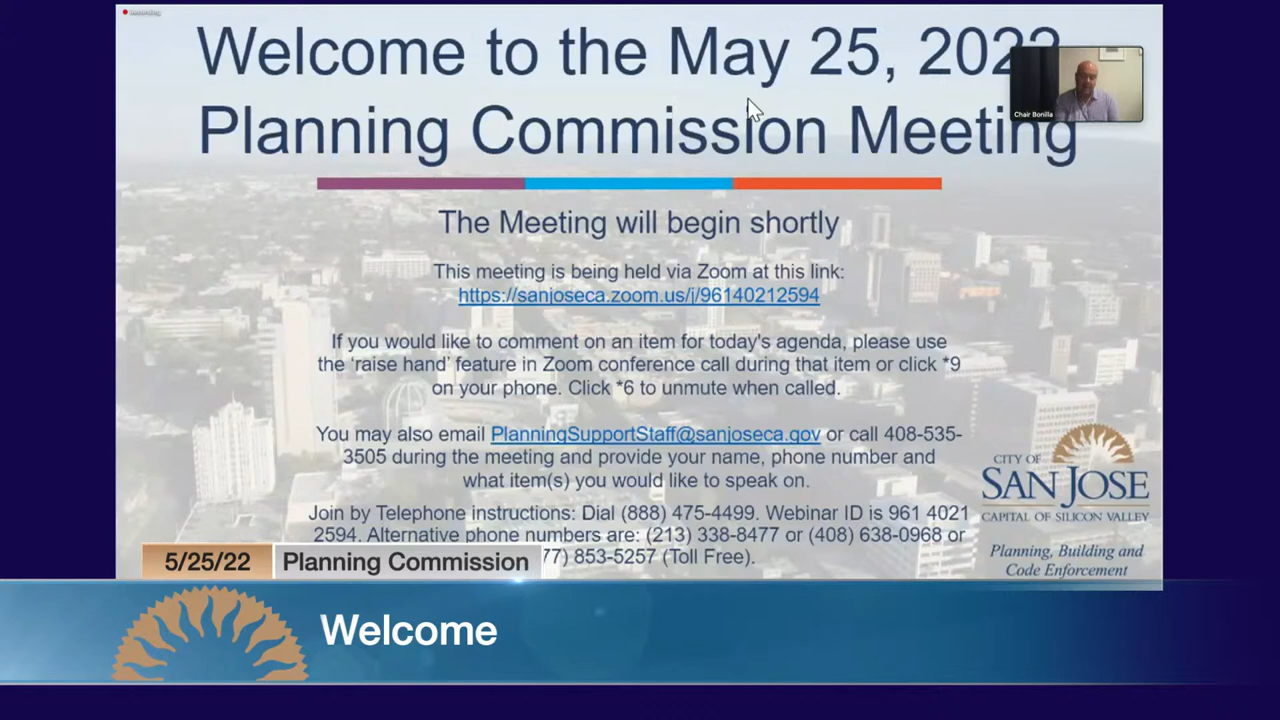 Recording
Welcome to the May 25, 202
Planning Commission Meeting
Chair Bonilla
The Meeting will begin shortly
This meeting is being held via Zoom at this link:
https://sanjoseca.zoom.us/j/96140212594
If you would like to comment on an item for today's agenda, please use
the 'raise hand' feature in Zoom conference call during that item or click *9
on your phone. Click *6 to unmute when called.
You may also email PlanningSupportStaff@sanjoseca.gov or call 408-535-
3505 during the meeting and provide your name, phone number and
what item(s) you would like to speak on.
Join by Telephone instructions: Dial (888) 475-4499. Webinar ID is 961 4021
2594. Alternative phone numbers are: (213) 338-8477 or (408) 638-0968 or
77) 853-5257 (Toll Free).
CITY OF
SAN JOSE
CAPITAL OF SILICON VALLEY
Planning, Building and
Code Enforcement
5/25/22 Planning Commission
Welcome